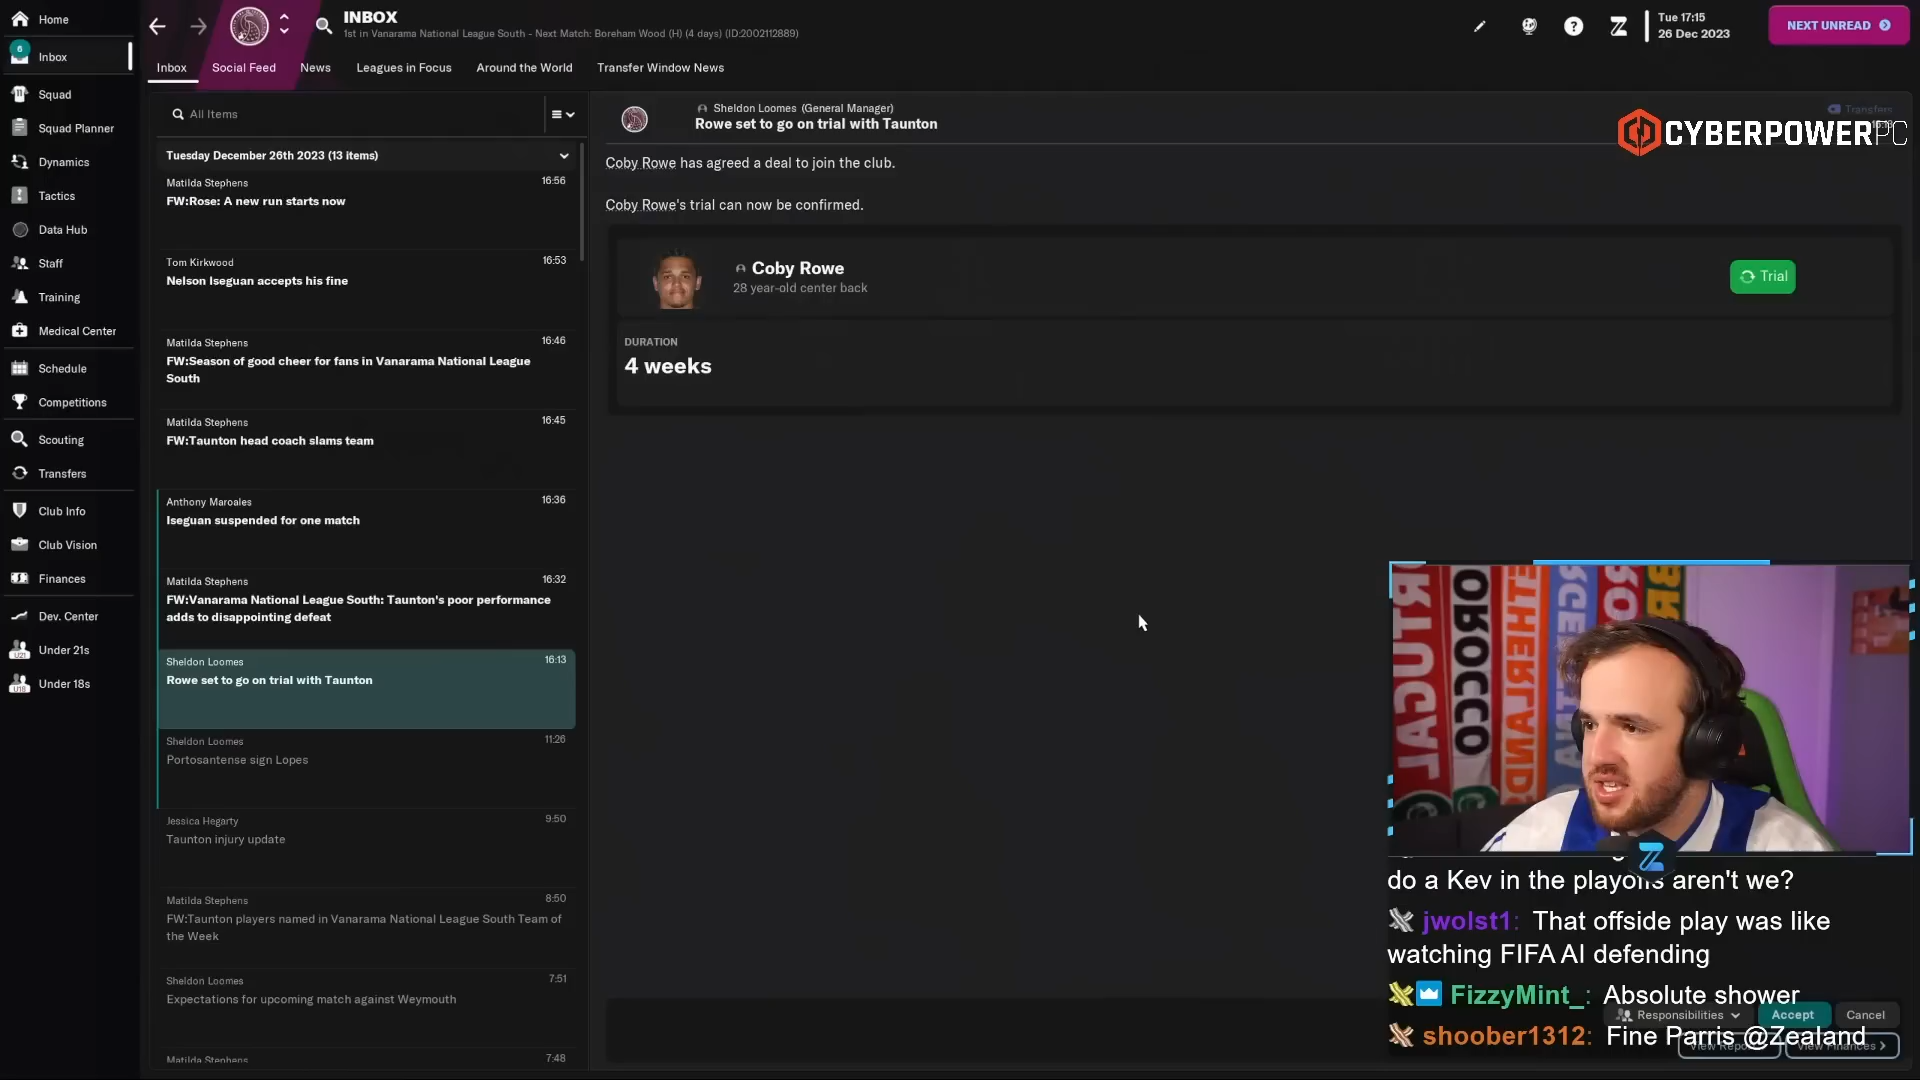 Home
INBOX
1st in Vanarama National League South - Next Match: Boreham Wood (H) (4 days) (ID:2002112889)
Tue 17:15
26 Dec 2023
NEXT UNREAD
6
Inbox
Inbox
Social Feed
News
Leagues in Focus
Around the World
Transfer Window News
Squad
Squad Planner
Dynamics
Tactics
Data Hub
Staff
Training
Medical Center
Schedule
Competitions
Scouting
Transfers
Club Info
Club Vision
Finances
Dev. Center
U21
Under 21s
U18
Under 18s
All Items
Tuesday December 26th 2023 (13 items)
Matilda Stephens
16:56
FW:Rose: A new run starts now
Tom Kirkwood
16:53
Nelson Iseguan accepts his fine
Matilda Stephens
16:46
FW:Season of good cheer for fans in Vanarama National League
South
Matilda Stephens
16:45
FW:Taunton head coach slams team
Anthony Maroales
16:36
Iseguan suspended for one match
Matilda Stephens
16:32
FW:Vanarama National League South: Taunton's poor performance
adds to disappointing defeat
Sheldon Loomes
16:13
Rowe set to go on trial with Taunton
Sheldon Loomes
11:26
Portosantense sign Lopes
Jessica Hegarty
9:50
Taunton injury update
Matilda Stephens
8:50
FW:Taunton players named in Vanarama National League South Team of
the Week
Sheldon Loomes
7:51
Expectations for upcoming match against Weymouth
Matilda Stephens
7:48
Sheldon Loomes (General Manager)
Rowe set to go on trial with Taunton
Transfers
CYBERPOWERPC
Coby Rowe has agreed a deal to join the club.
Coby Rowe's trial can now be confirmed.
Coby Rowe
28 year-old center back
Trial
DURATION
4 weeks
PORTUGAL
MOROCCO
NETHERLANDS
do a Kev in the playoffs aren't we?
jwolst1: That offside play was like
watching FIFA AI defending
FizzyMint_: Absolute shower
Responsibilities
Accept
Cancel
shoober1312: Fine Parris @Zealand
View Report
View Finances